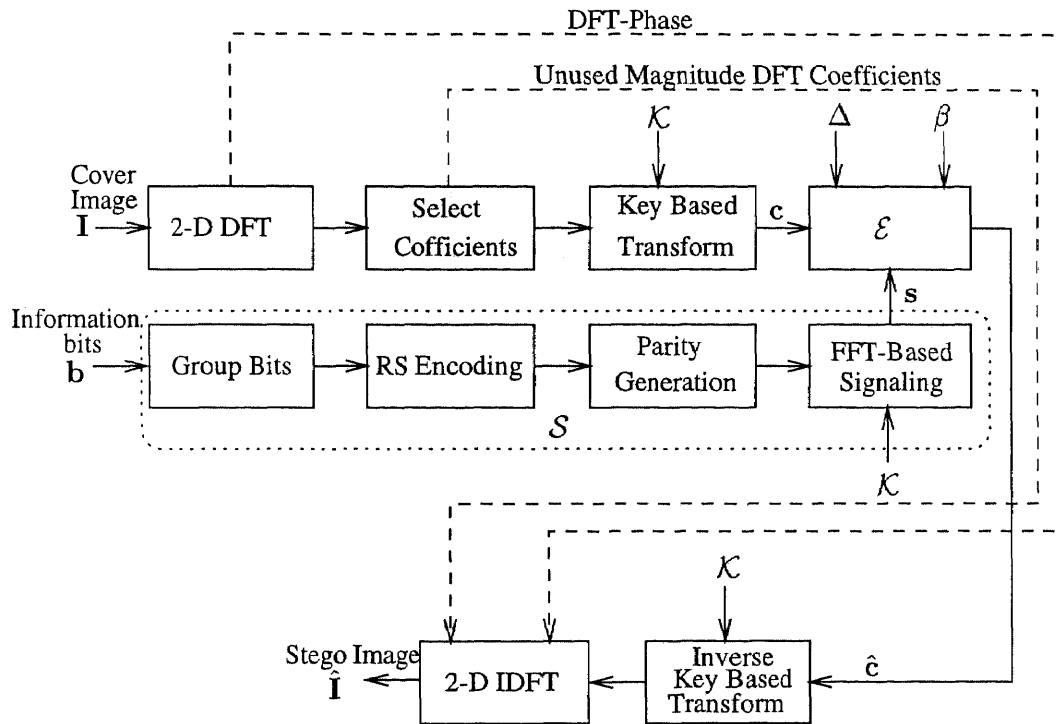 DFT-Phase
Unused Magnitude DFT Coefficients
𝒦
Δ
β
Cover
Image
I
2-D DFT
Select
Cofficients
Key Based
Transform
c
ℰ
s
Information
bits
b
Group Bits
RS Encoding
Parity
Generation
FFT-Based
Signaling
𝒮
𝒦
𝒦
Stego Image
Î
2-D IDFT
Inverse
Key Based
Transform
ĉ